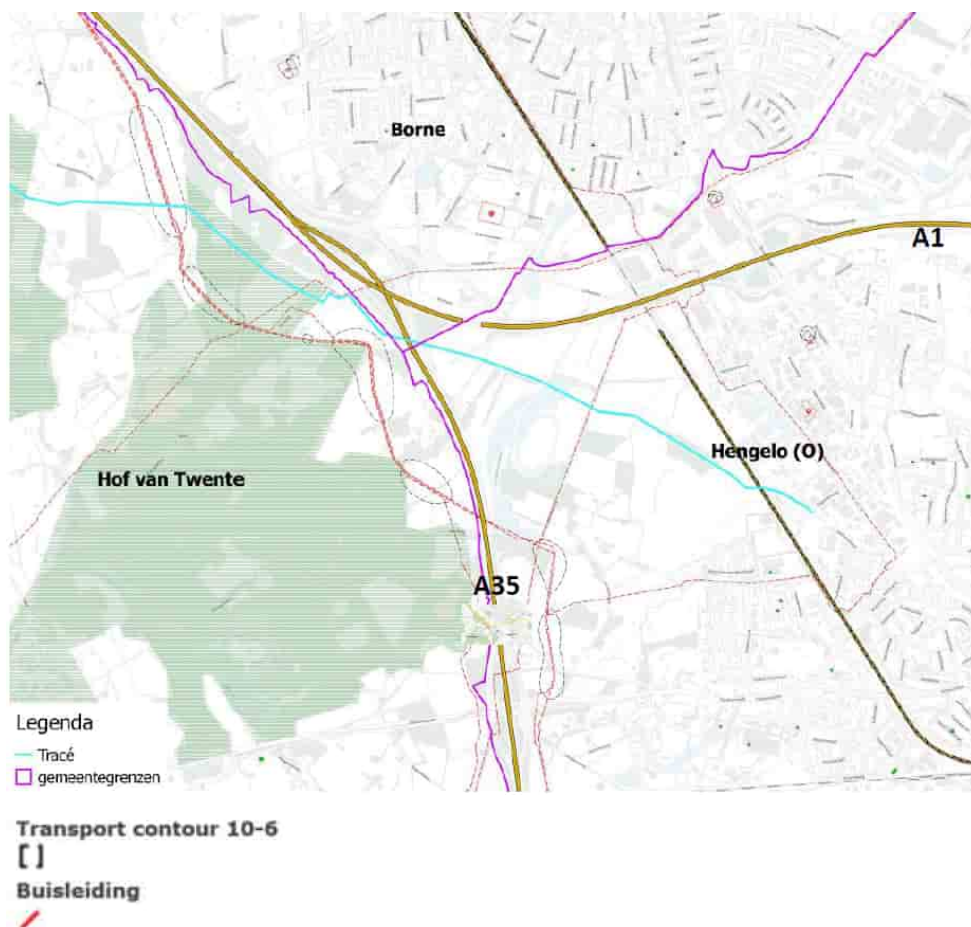 Borne
A1
Hengelo (O)
Hof van Twente
A35
Legenda
Tracé
gemeentegrenzen
Transport contour 10-6
[ ]
Buisleiding